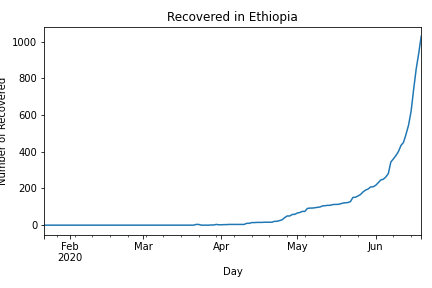 Recovered in Ethiopia
Number of Recovered
1000
800
600
400
200
0
Feb
2020
Mar
Apr
May
Jun
Day